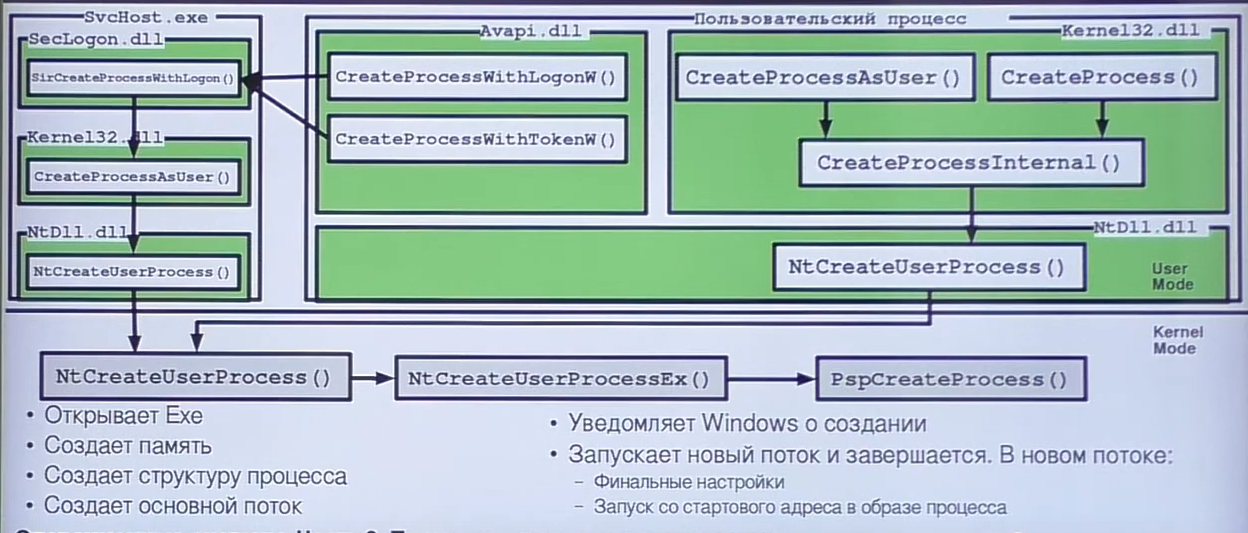 SvcHost.exe
SecLogon.dll
SirCreateProcessWithLogon()
Kernel32.dll
CreateProcessAsUser()
NtDll.dll
NtCreateUserProcess()
Avapi.dll
CreateProcessWithLogonW()
CreateProcessWithTokenW()
Пользовательский процесс
Kernel32.dll
CreateProcessAsUser()
CreateProcess()
CreateProcessInternal()
NtDll.dll
NtCreateUserProcess()
User
Mode
Kernel
Mode
NtCreateUserProcess()
NtCreateUserProcessEx()
PspCreateProcess()
• Открывает Exe
• Создает память
• Создает структуру процесса
• Создает основной поток
• Уведомляет Windows о создании
• Запускает новый поток и завершается. В новом потоке:
– Финальные настройки
– Запуск со стартового адреса в образе процесса